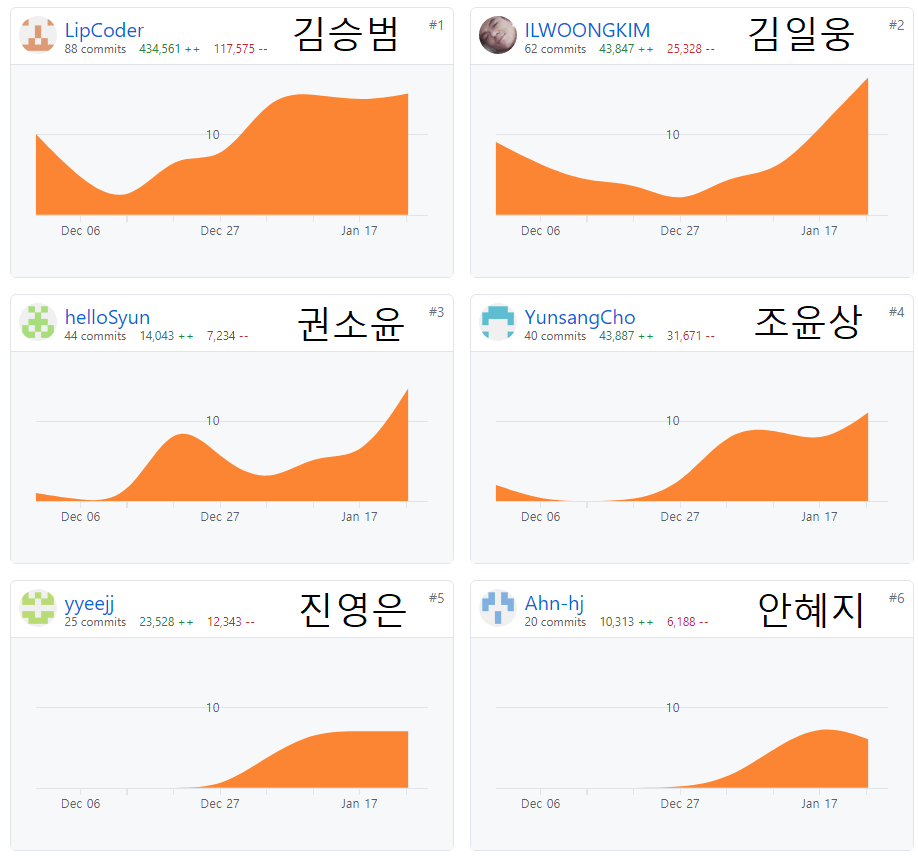 LipCoder 김승범 #1
88 commits 434,561 ++ 117,575 --
10
Dec 06 Dec 27 Jan 17
ILWOONGKIM 김일웅 #2
62 commits 43,847 ++ 25,328 --
10
Dec 06 Dec 27 Jan 17
helloSyun 권소윤 #3
44 commits 14,043 ++ 7,234 --
10
Dec 06 Dec 27 Jan 17
YunsangCho 조윤상 #4
40 commits 43,887 ++ 31,671 --
10
Dec 06 Dec 27 Jan 17
yyeejj 진영은 #5
25 commits 23,528 ++ 12,343 --
10
Dec 06 Dec 27 Jan 17
Ahn-hj 안혜지 #6
20 commits 10,313 ++ 6,188 --
10
Dec 06 Dec 27 Jan 17